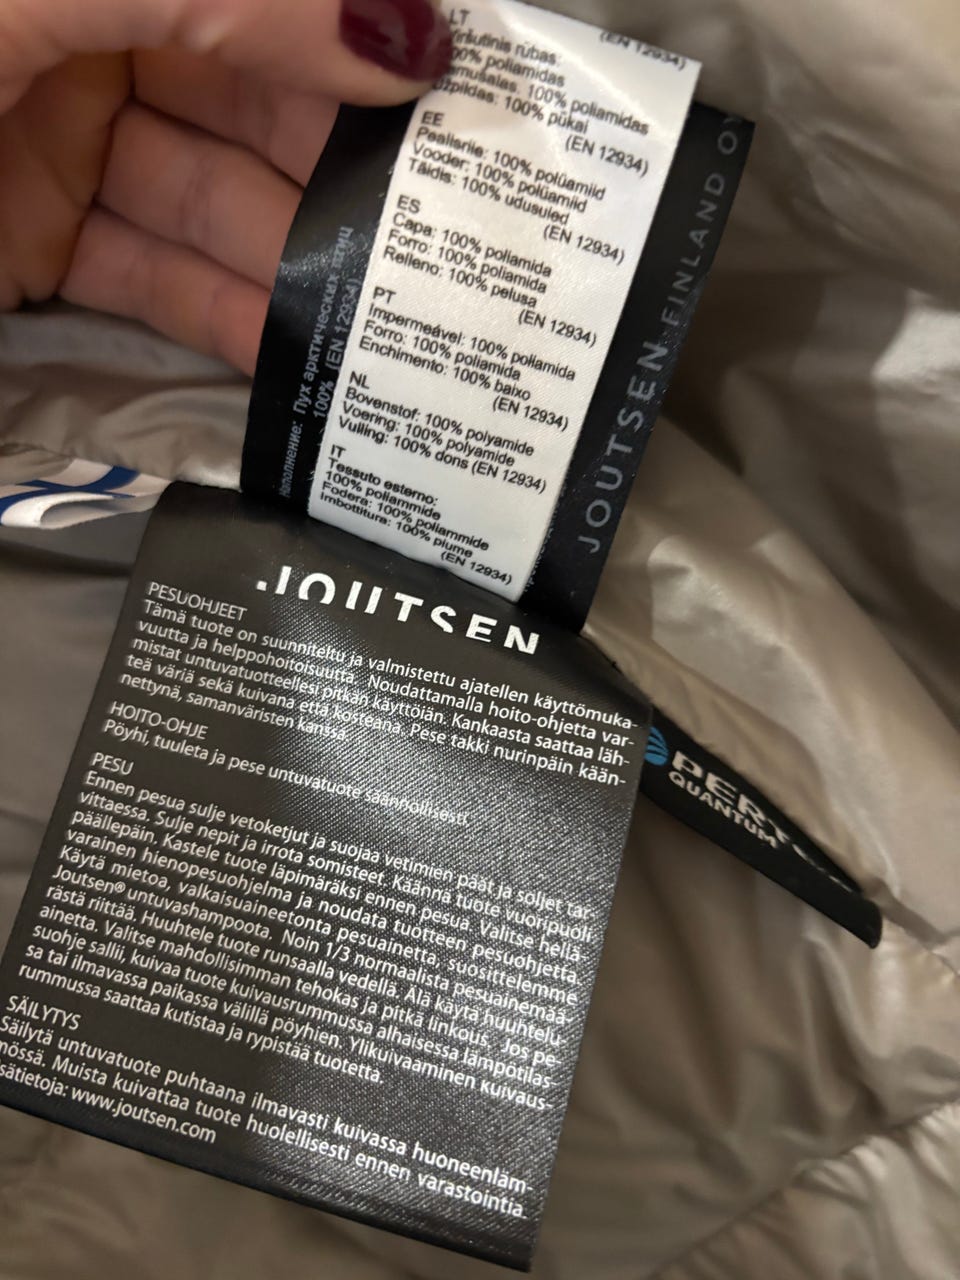 (EN 12934)
LT
Viršutinis rūbas:
100% poliamidas
Pamušalas: 100% poliamidas
Užpildas: 100% pūkai
(EN 12934)
EE
Pealisriie: 100% polüamiid
Vooder: 100% polüamiid
Täidis: 100% udusuled
(EN 12934)
ES
Capa: 100% poliamida
Forro: 100% poliamida
Relleno: 100% pelusa
(EN 12934)
PT
Impermeável: 100% poliamida
Forro: 100% poliamida
Enchimento: 100% baixo
(EN 12934)
NL
Bovenstof: 100% polyamide
Voering: 100% polyamide
Vulling: 100% dons (EN 12934)
IT
Tessuto esterno:
100% poliammide
Fodera: 100% poliammide
Imbottitura: 100% piume
(EN 12934)
Наполнение: Пух арктических птиц
100% (EN 12934)
JOUTSEN FINLAND OY
JOUTSEN
PESUOHJEET
Tämä tuote on suunniteltu ja valmistettu ajatellen käyttömuka-
vuutta ja helppohoitoisuutta. Noudattamalla hoito-ohjetta var-
mistat untuvatuotteellesi pitkän käyttöiän. Kankaasta saattaa läh-
teä väriä sekä kuivana että kosteana. Pese takki nurinpäin kään-
nettynä, samanväristen kanssa.
HOITO-OHJE
Pöyhi, tuuleta ja pese untuvatuote säännöllisesti.
PESU
Ennen pesua sulje vetoketjut ja suojaa vetimien päät ja soljet tar-
vittaessa. Sulje nepit ja irrota somisteet. Käännä tuote vuoripuoli
päällepäin. Kastele tuote läpimäräksi ennen pesua. Valitse hellä-
varainen hienopesuohjelma ja noudata tuotteen pesuohjetta.
Käytä mietoa, valkaisuaineetonta pesuainetta, suosittelemme
Joutsen® untuvashampoota. Noin 1/3 normaalista pesuainemää-
rästä riittää. Huuhtele tuote runsaalla vedellä. Älä käytä huuhtelu-
ainetta. Valitse mahdollisimman tehokas ja pitkä linkous. Jos pe-
suohje sallii, kuivaa tuote kuivausrummussa alhaisessa lämpötilas-
sa tai ilmavassa paikassa välillä pöyhien. Ylikuivaaminen kuivaus-
rummussa saattaa kutistaa ja rypistää tuotetta.
SÄILYTYS
Säilytä untuvatuote puhtaana ilmavasti kuivassa huoneenläm-
mössä. Muista kuivattaa tuote huolellisesti ennen varastointia.
Lisätietoja: www.joutsen.com
PERTEX
QUANTUM